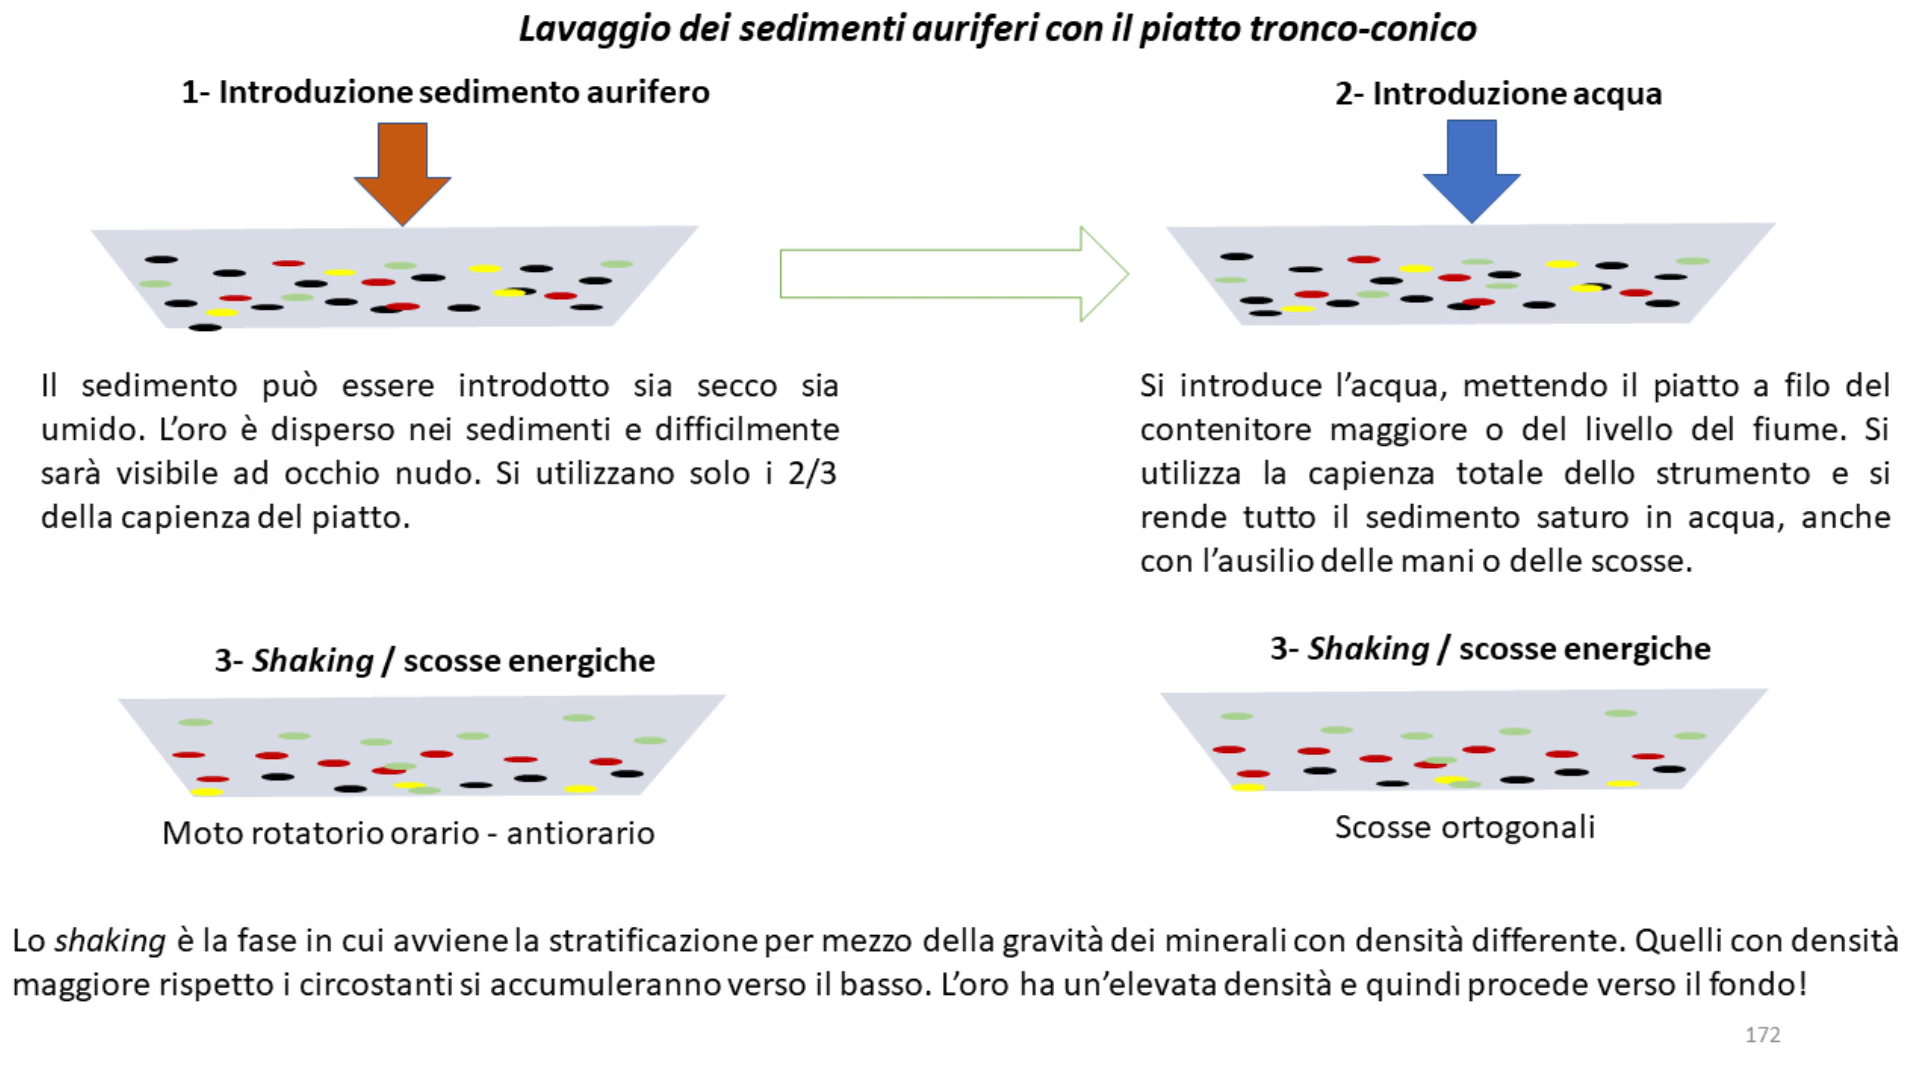 Lavaggio dei sedimenti auriferi con il piatto tronco-conico
1- Introduzione sedimento aurifero
Il sedimento può essere introdotto sia secco sia
umido. L’oro è disperso nei sedimenti e difficilmente
sarà visibile ad occhio nudo. Si utilizzano solo i 2/3
della capienza del piatto.
2- Introduzione acqua
Si introduce l’acqua, mettendo il piatto a filo del
contenitore maggiore o del livello del fiume. Si
utilizza la capienza totale dello strumento e si
rende tutto il sedimento saturo in acqua, anche
con l’ausilio delle mani o delle scosse.
3- Shaking / scosse energiche
Moto rotatorio orario - antiorario
3- Shaking / scosse energiche
Scosse ortogonali
Lo shaking è la fase in cui avviene la stratificazione per mezzo della gravità dei minerali con densità differente. Quelli con densità
maggiore rispetto i circostanti si accumuleranno verso il basso. L’oro ha un’elevata densità e quindi procede verso il fondo!
172